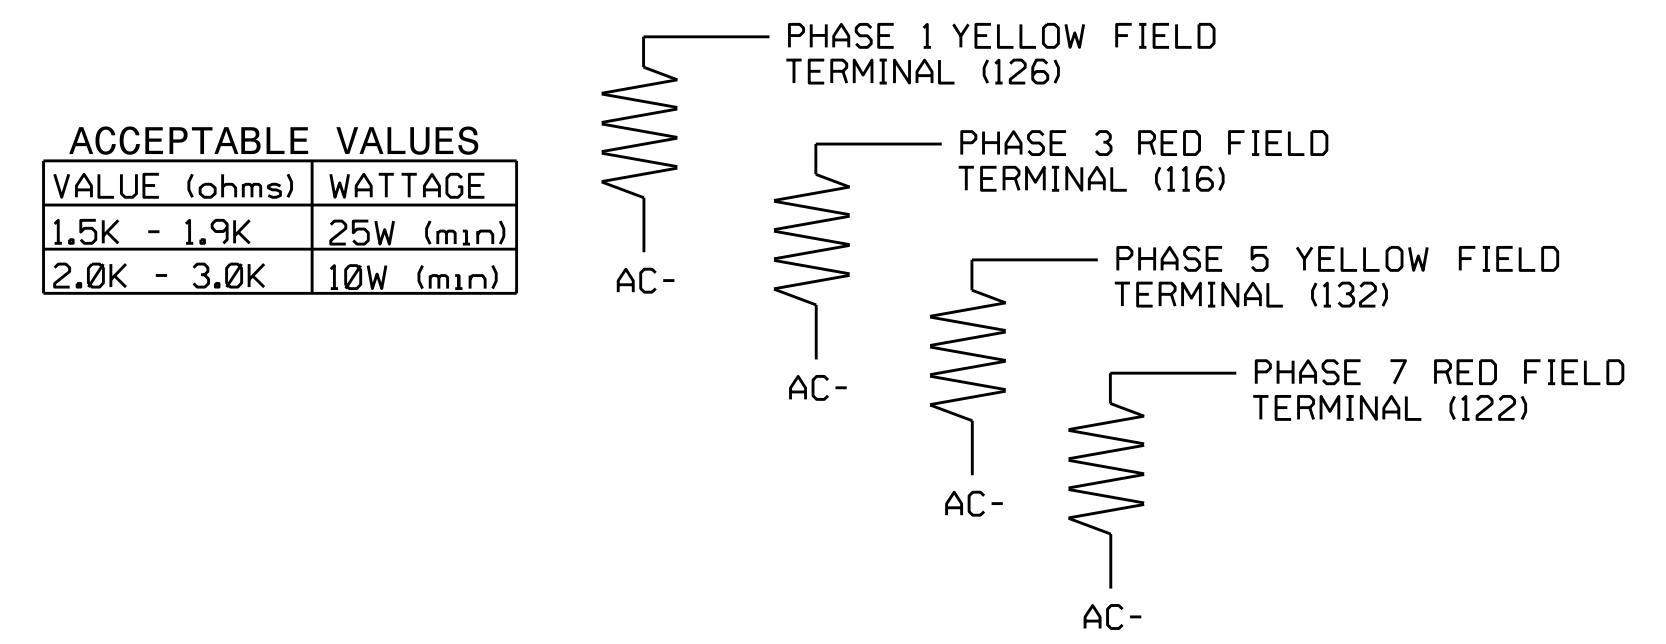 ACCEPTABLE VALUES
VALUE (ohms) WATTAGE
1.5K - 1.9K 25W (min)
2.0K - 3.0K 10W (min)
PHASE 1 YELLOW FIELD
TERMINAL (126)
AC-
PHASE 3 RED FIELD
TERMINAL (116)
AC-
PHASE 5 YELLOW FIELD
TERMINAL (132)
AC-
PHASE 7 RED FIELD
TERMINAL (122)
AC-